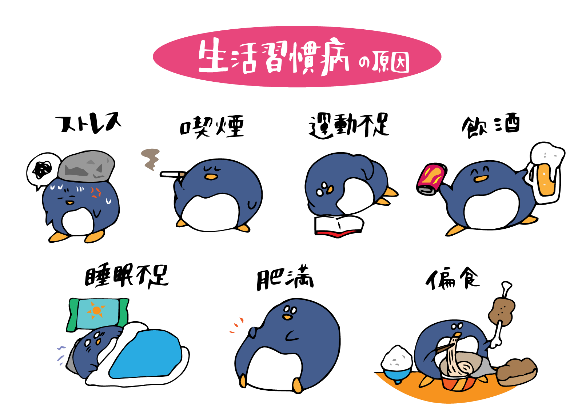 生活習慣病の原因
ストレス
喫煙
運動不足
飲酒
睡眠不足
肥満
偏食